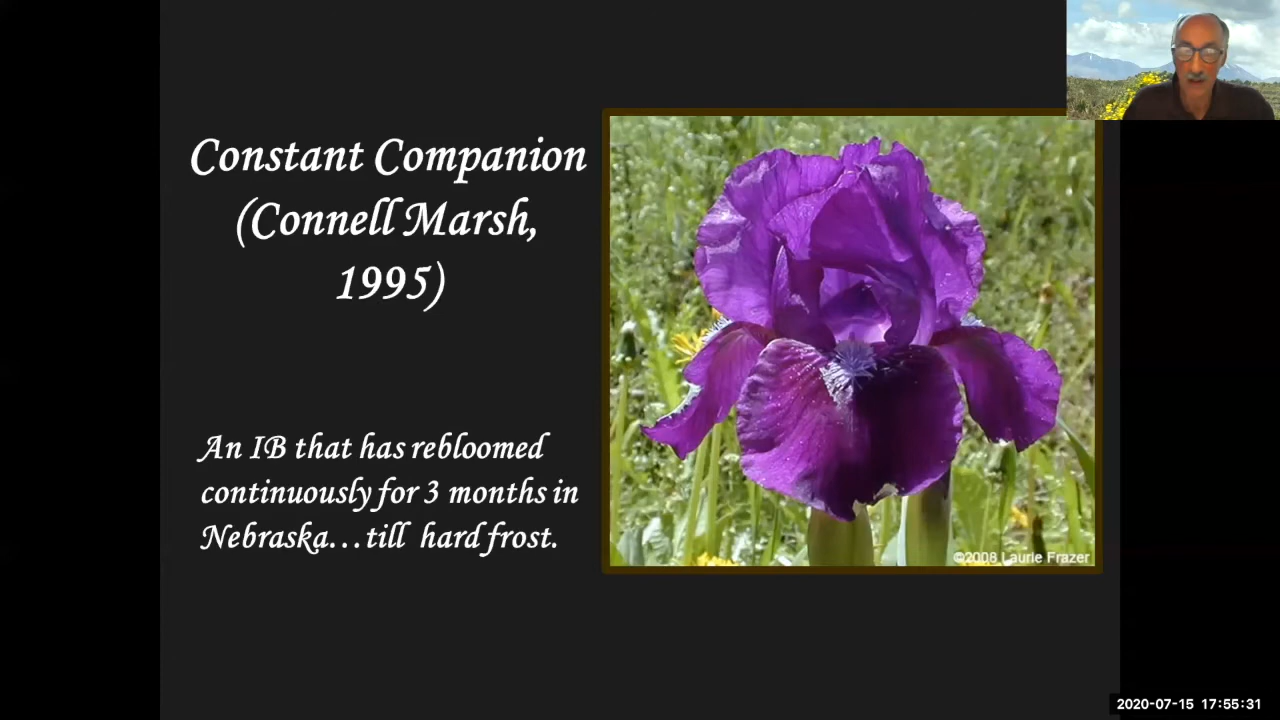 Constant Companion
(Connell Marsh,
1995)
An IB that has rebloomed
continuously for 3 months in
Nebraska...till hard frost.
©2008 Laurie Frazer
2020-07-15 17:55:31